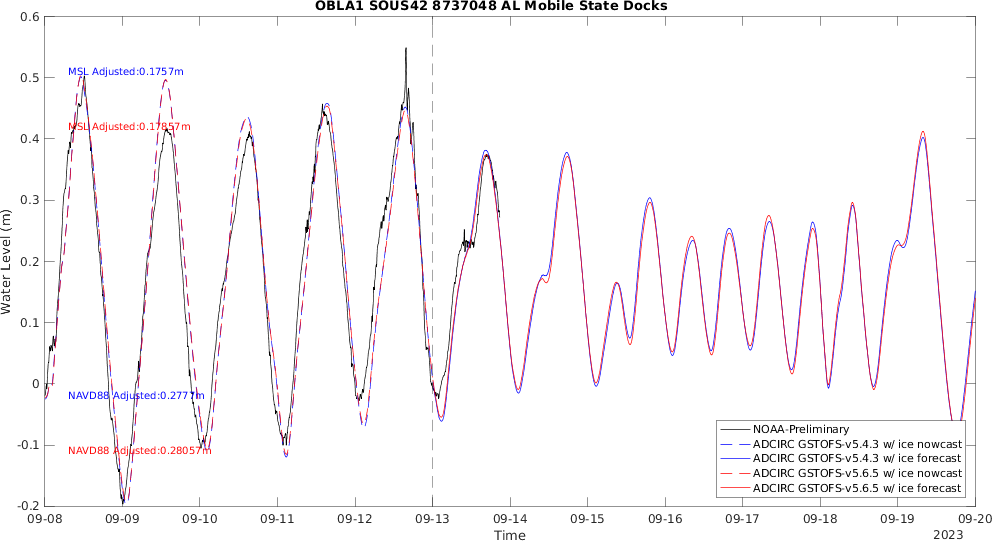 OBLA1 SOUS42 8737048 AL Mobile State Docks
0.6
0.5
0.4
0.3
0.2
0.1
0
-0.1
-0.2
Water Level (m)
MSL Adjusted:0.1757m
MSL Adjusted:0.17857m
NAVD88 Adjusted:0.2777m
NAVD88 Adjusted:0.28057m
NOAA-Preliminary
ADCIRC GSTOFS-v5.4.3 w/ ice nowcast
ADCIRC GSTOFS-v5.4.3 w/ ice forecast
ADCIRC GSTOFS-v5.6.5 w/ ice nowcast
ADCIRC GSTOFS-v5.6.5 w/ ice forecast
09-08 09-09 09-10 09-11 09-12 09-13 09-14 09-15 09-16 09-17 09-18 09-19 09-20
Time
2023